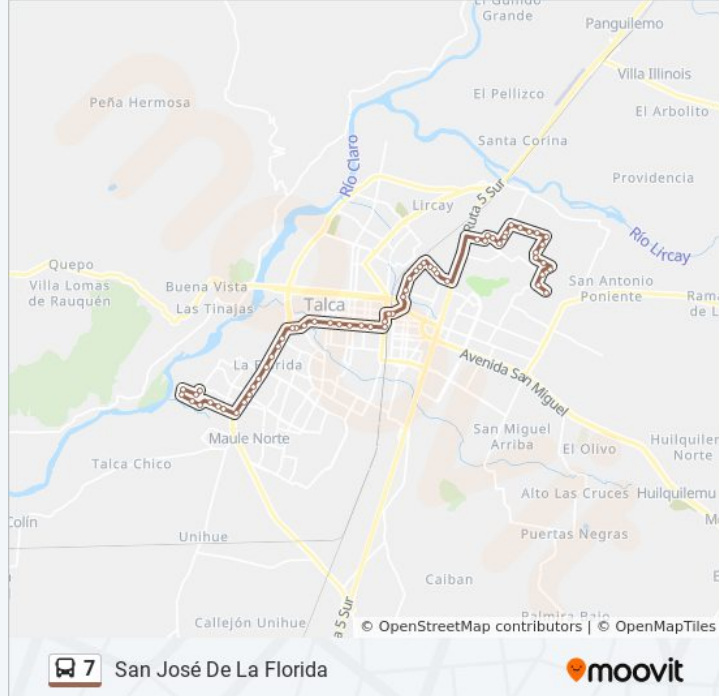 El Guindo
Grande
Panguilemo
Villa Illinois
Peña Hermosa
El Pellizco
El Arbolito
Santa Corina
Río Claro
Providencia
Ruta 5 Sur
Lircay
Río Lircay
Quepo
Villa Lomas
de Rauquén
Buena Vista
Las Tinajas
Talca
San Antonio
Poniente
Avenida San Miguel
La Florida
San Miguel
Arriba
Maule Norte
El Olivo
Talca Chico
Alto Las Cruces
Huilquilemu
Colín
Unihue
Puertas Negras
Caiban
Callejón Unihue
a 5 Sur
© OpenStreetMap contributors | © OpenMapTiles
7 San José De La Florida
moovit